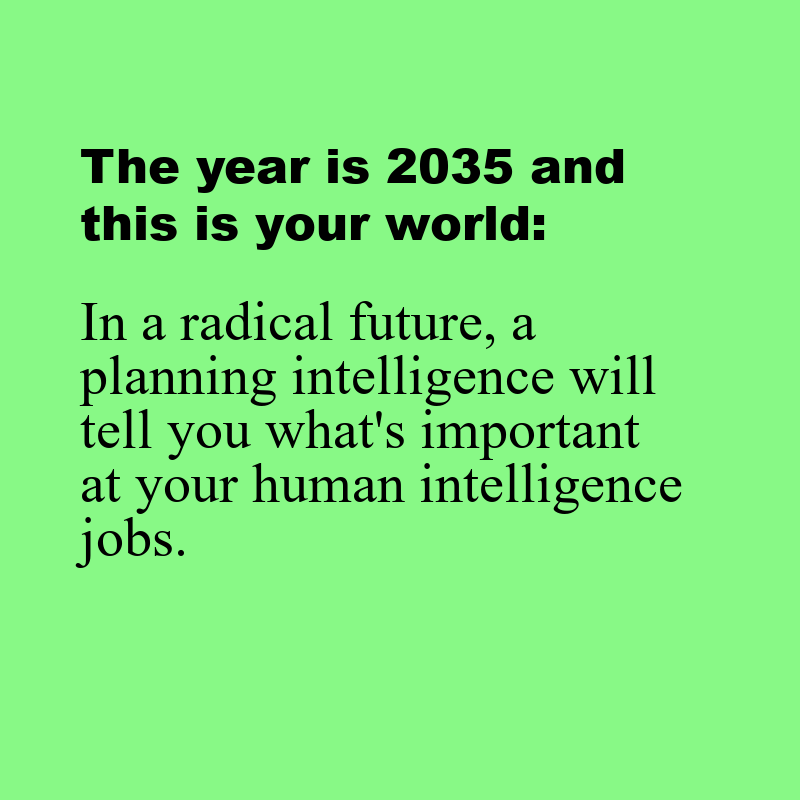 The year is 2035 and
this is your world:
In a radical future, a
planning intelligence will
tell you what's important
at your human intelligence
jobs.